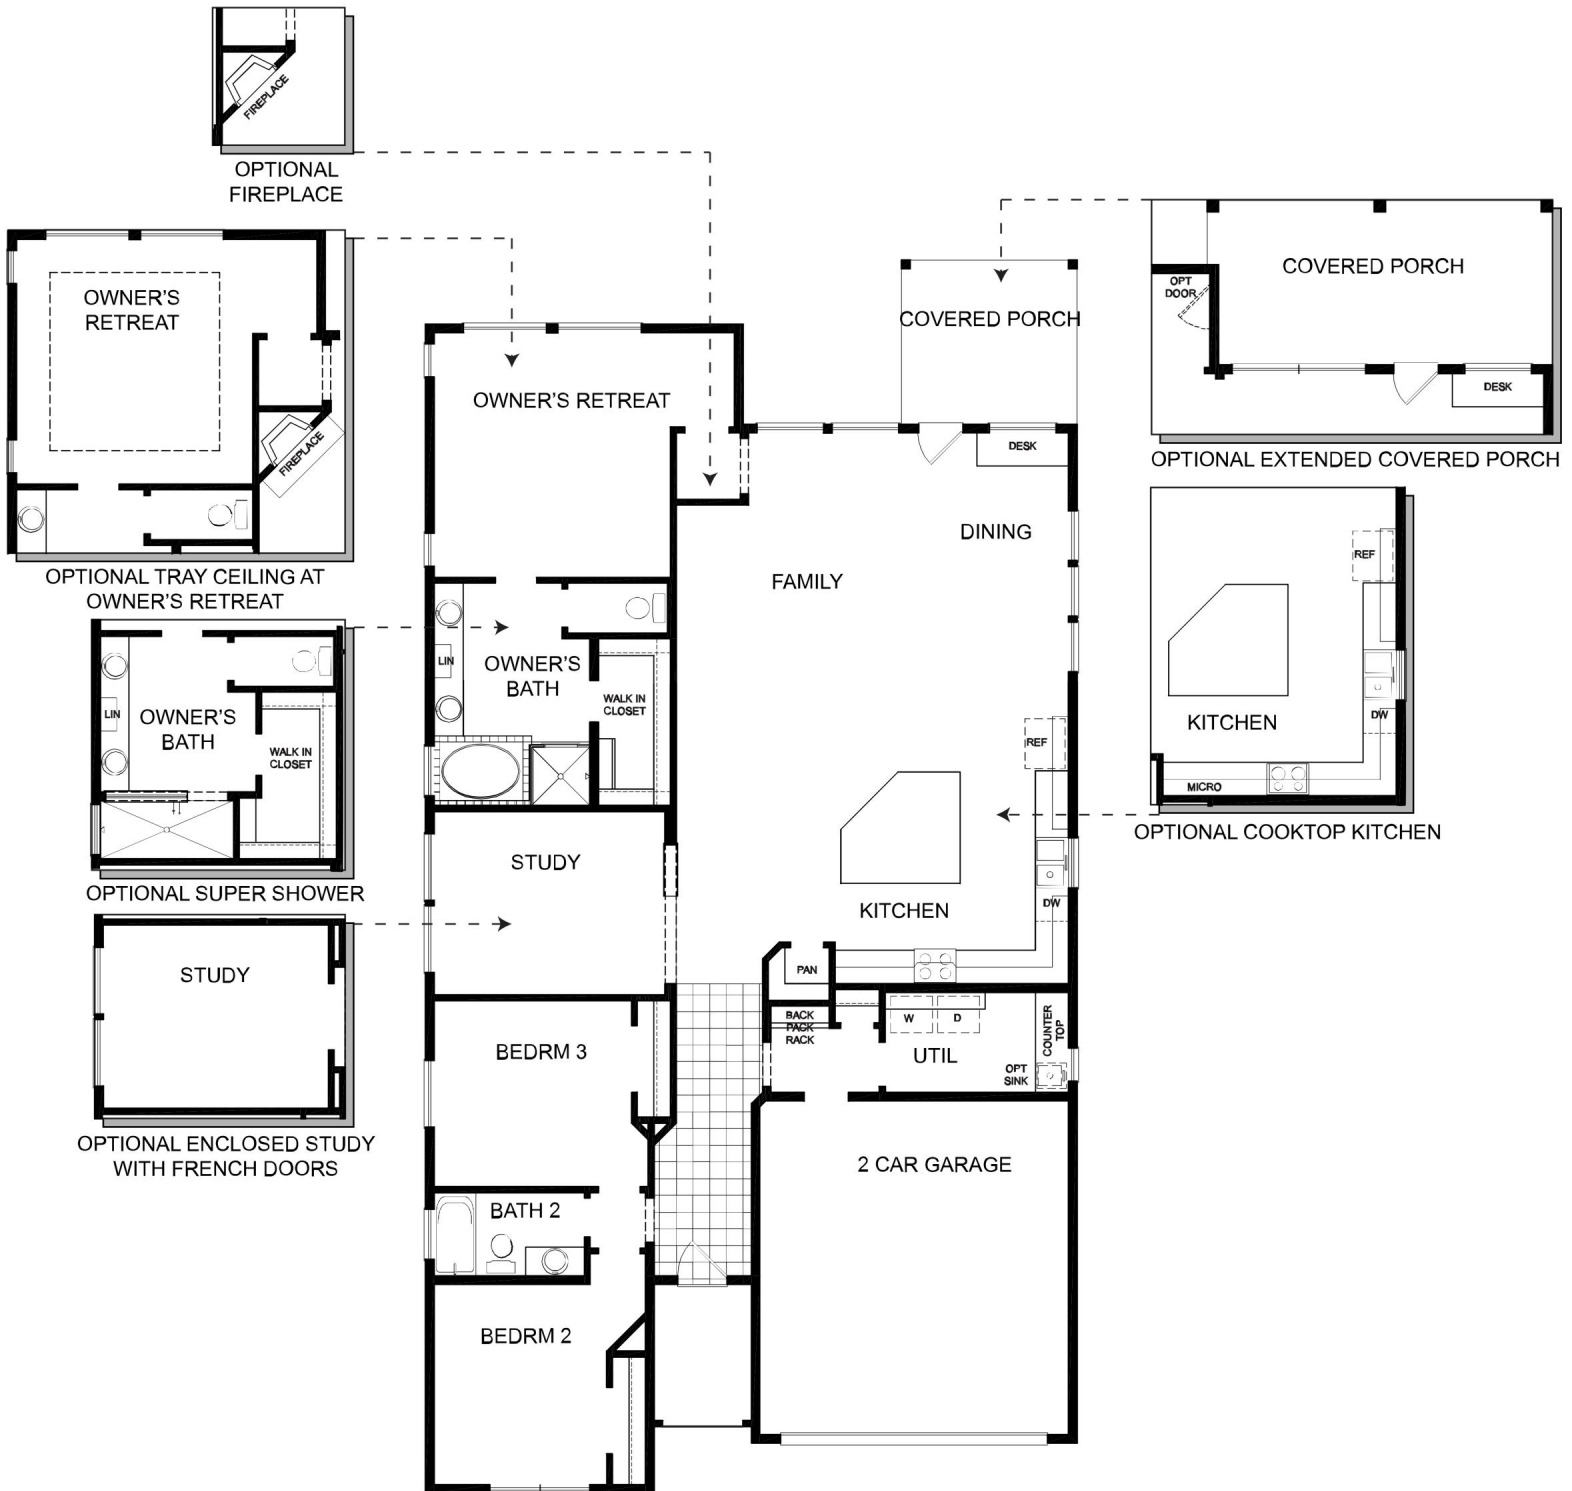 FIREPLACE
OPTIONAL
FIREPLACE
OWNER'S
RETREAT
FIREPLACE
OPTIONAL TRAY CEILING AT
OWNER'S RETREAT
LIN
OWNER'S
BATH
WALK IN
CLOSET
OPTIONAL SUPER SHOWER
STUDY
OPTIONAL ENCLOSED STUDY
WITH FRENCH DOORS
COVERED PORCH
OWNER'S RETREAT
DESK
DINING
FAMILY
LIN
OWNER'S
BATH
WALK IN
CLOSET
REF
STUDY
KITCHEN
DW
PAN
BACK
PACK
RACK
W
D
COUNTER
TOP
UTIL
OPT
SINK
BEDRM 3
2 CAR GARAGE
BATH 2
BEDRM 2
COVERED PORCH
OPT
DOOR
DESK
OPTIONAL EXTENDED COVERED PORCH
REF
KITCHEN
DW
MICRO
OPTIONAL COOKTOP KITCHEN